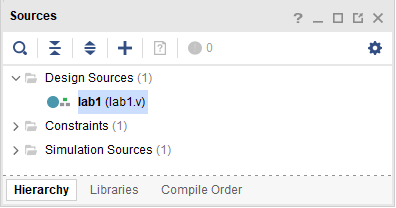 Sources
? _ □ X
0
Design Sources (1)
lab1 (lab1.v)
Constraints (1)
Simulation Sources (1)
Hierarchy Libraries Compile Order